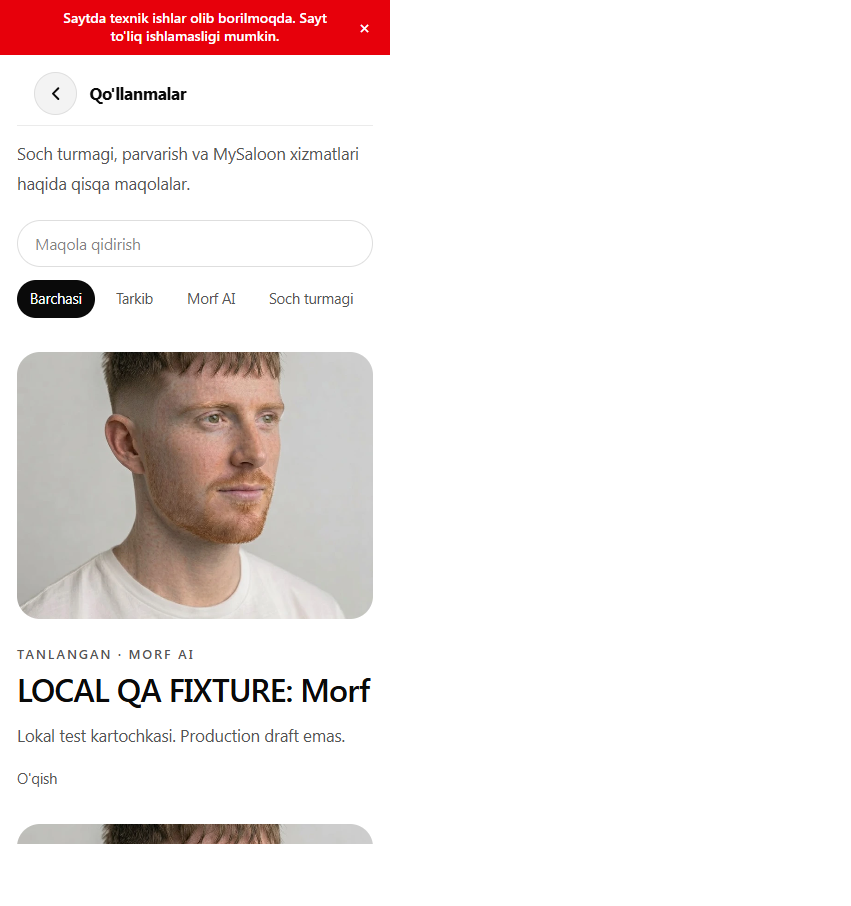 Saytda texnik ishlar olib borilmoqda. Sayt
to'liq ishlamasligi mumkin.
×
Qo'llanmalar
Soch turmagi, parvarish va MySaloon xizmatlari
haqida qisqa maqolalar.
Maqola qidirish
Barchasi Tarkib Morf AI Soch turmagi
TANLANGAN · MORF AI
LOCAL QA FIXTURE: Morf
Lokal test kartochkasi. Production draft emas.
O'qish